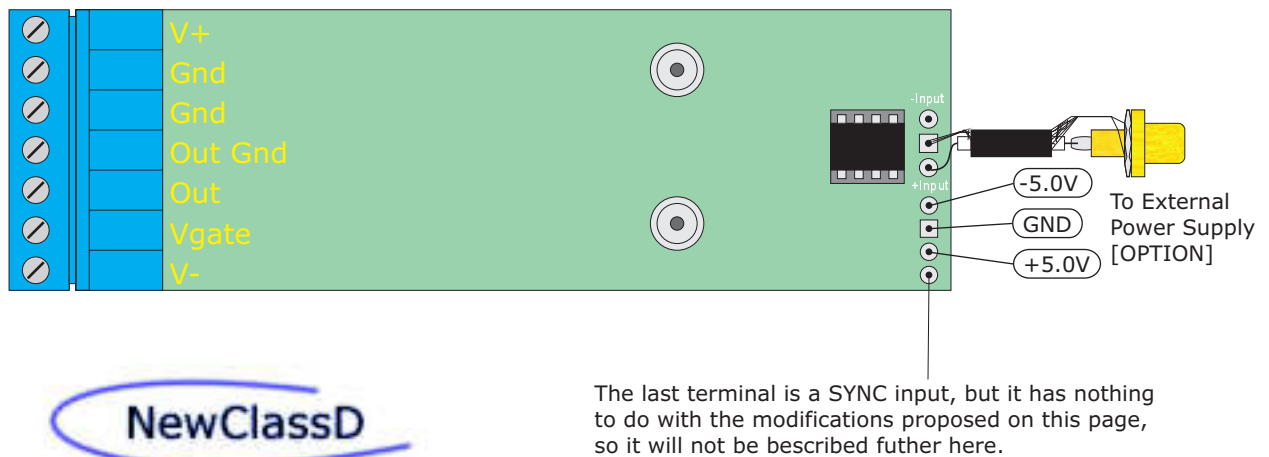 V+
Gnd
Gnd
Out Gnd
Out
Vgate
V-
-Input
+Input
-5.0V
GND
+5.0V
To External
Power Supply
[OPTION]
NewClassD
The last terminal is a SYNC input, but it has nothing
to do with the modifications proposed on this page,
so it will not be bescribed futher here.